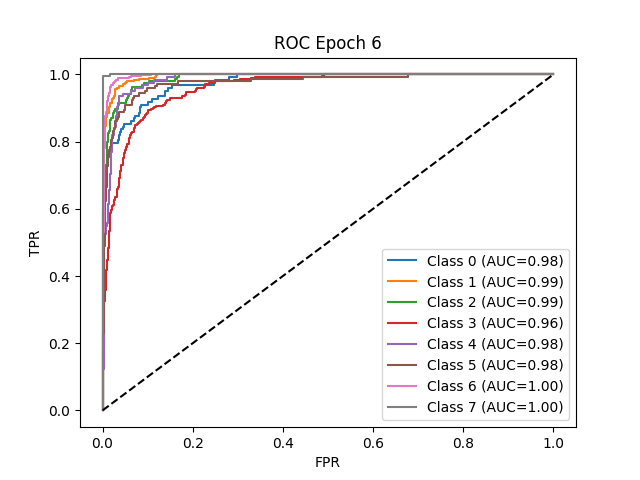 ROC Epoch 6
TPR
1.0
0.8
0.6
0.4
0.2
0.0
Class 0 (AUC=0.98)
Class 1 (AUC=0.99)
Class 2 (AUC=0.99)
Class 3 (AUC=0.96)
Class 4 (AUC=0.98)
Class 5 (AUC=0.98)
Class 6 (AUC=1.00)
Class 7 (AUC=1.00)
0.0 0.2 0.4 0.6 0.8 1.0
FPR